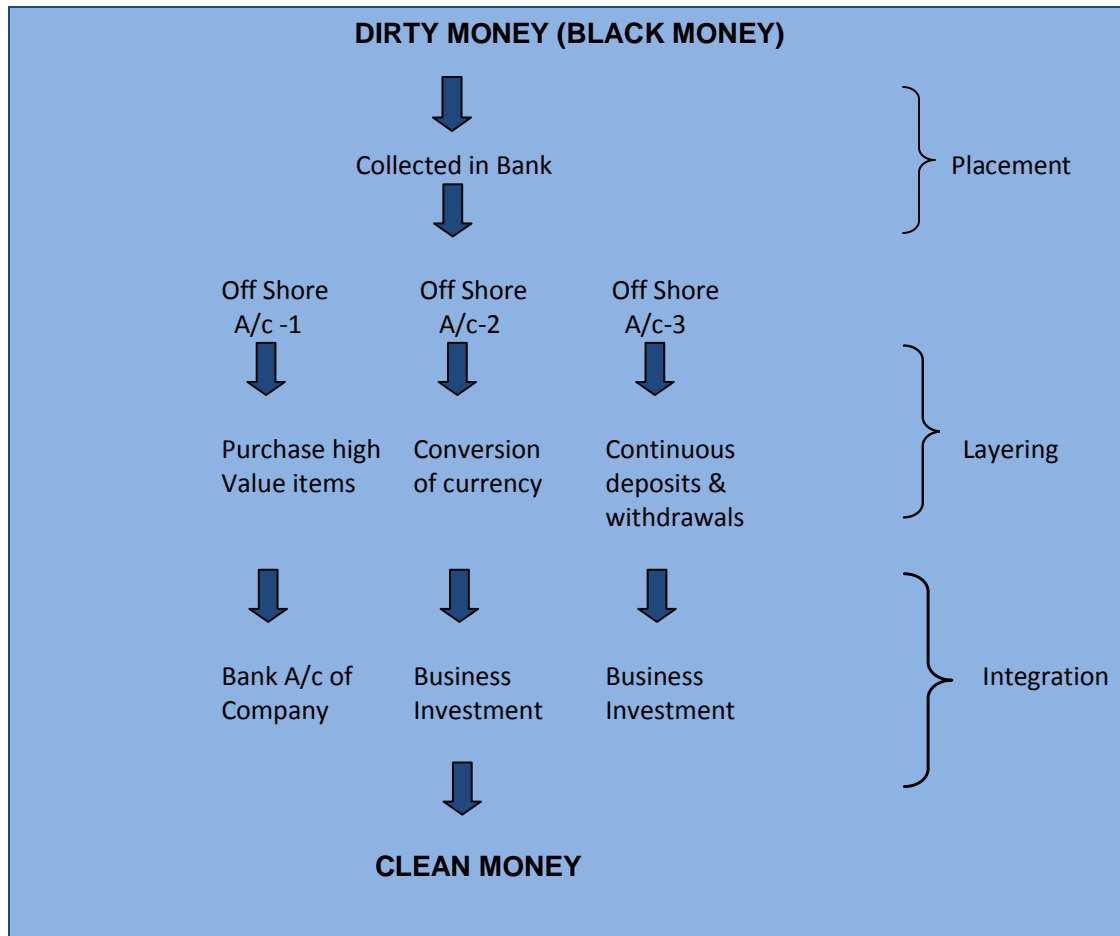 DIRTY MONEY (BLACK MONEY)
Collected in Bank
Placement
Off Shore
A/c -1
Off Shore
A/c-2
Off Shore
A/c-3
Purchase high
Value items
Conversion
of currency
Continuous
deposits &
withdrawals
Layering
Bank A/c of
Company
Business
Investment
Business
Investment
Integration
CLEAN MONEY